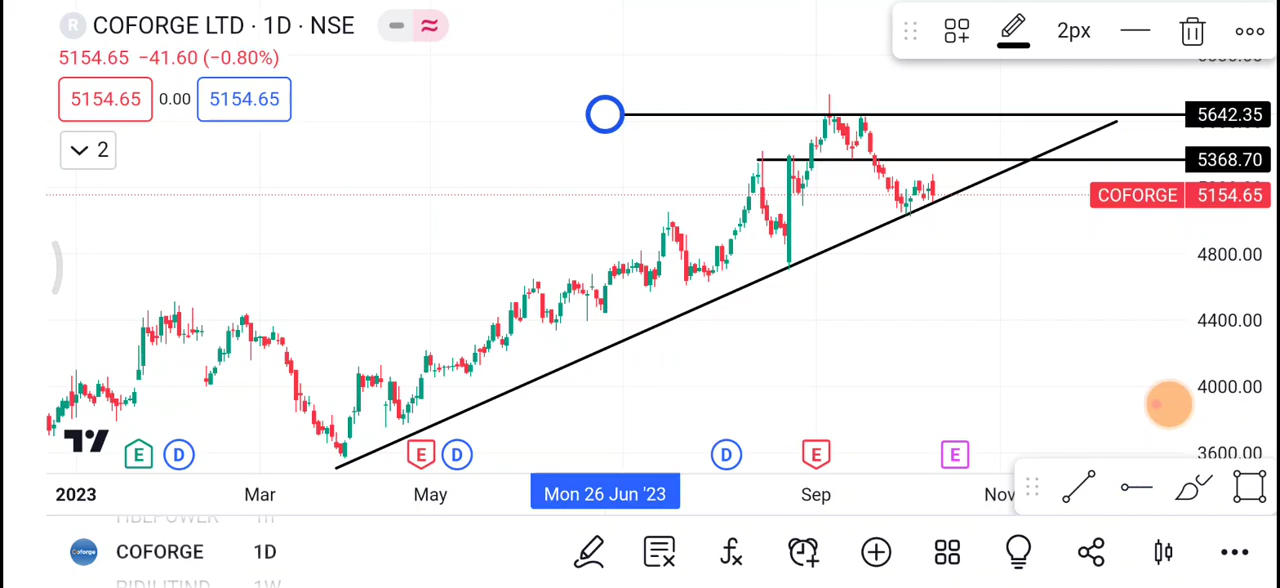 R COFORGE LTD · 1D · NSE
5154.65 −41.60 (−0.80%)
5154.65 0.00 5154.65
2
2px
5642.35
5368.70
COFORGE 5154.65
4800.00
4400.00
4000.00
3600.00
E D E D D E E
2023 Mar May Mon 26 Jun '23 Sep Nov
COFORGE 1D